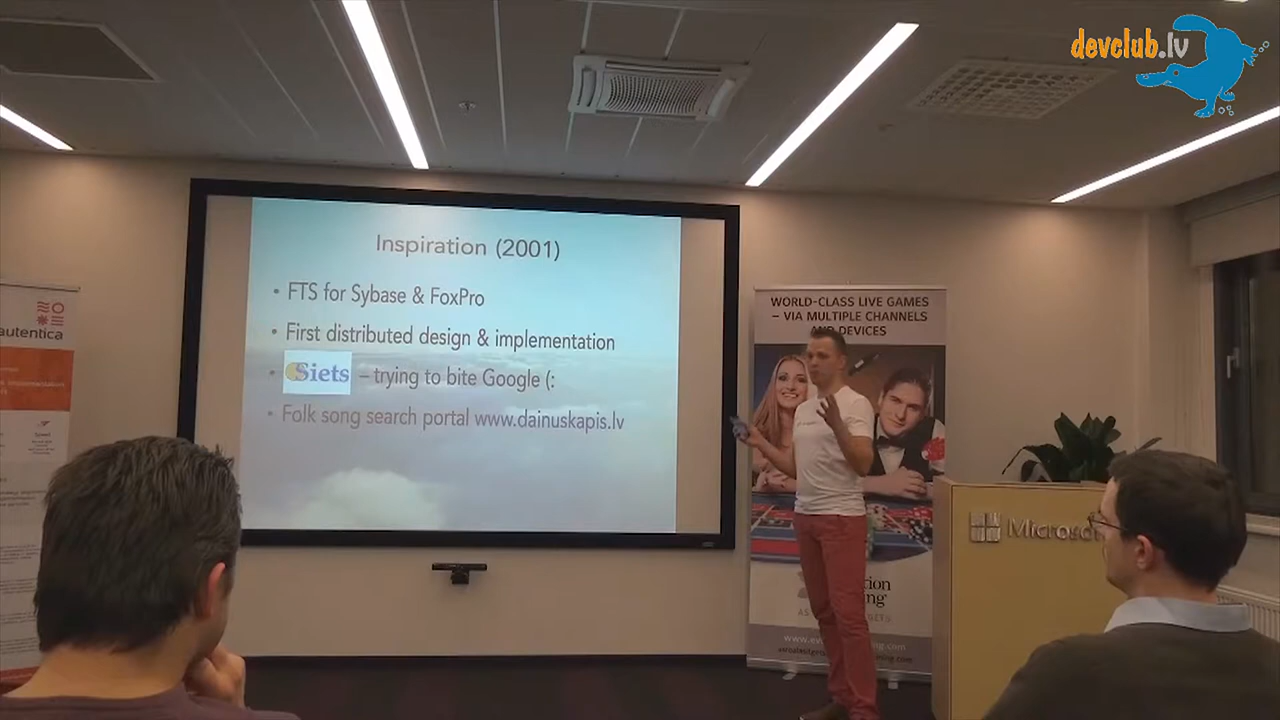 devclub.lv
Inspiration (2001)
• FTS for Sybase & FoxPro
• First distributed design & implementation
• Siets – trying to bite Google (:
• Folk song search portal www.dainuskapis.lv
autentica
WORLD-CLASS LIVE GAMES
– VIA MULTIPLE CHANNELS
AND DEVICES
Microsoft